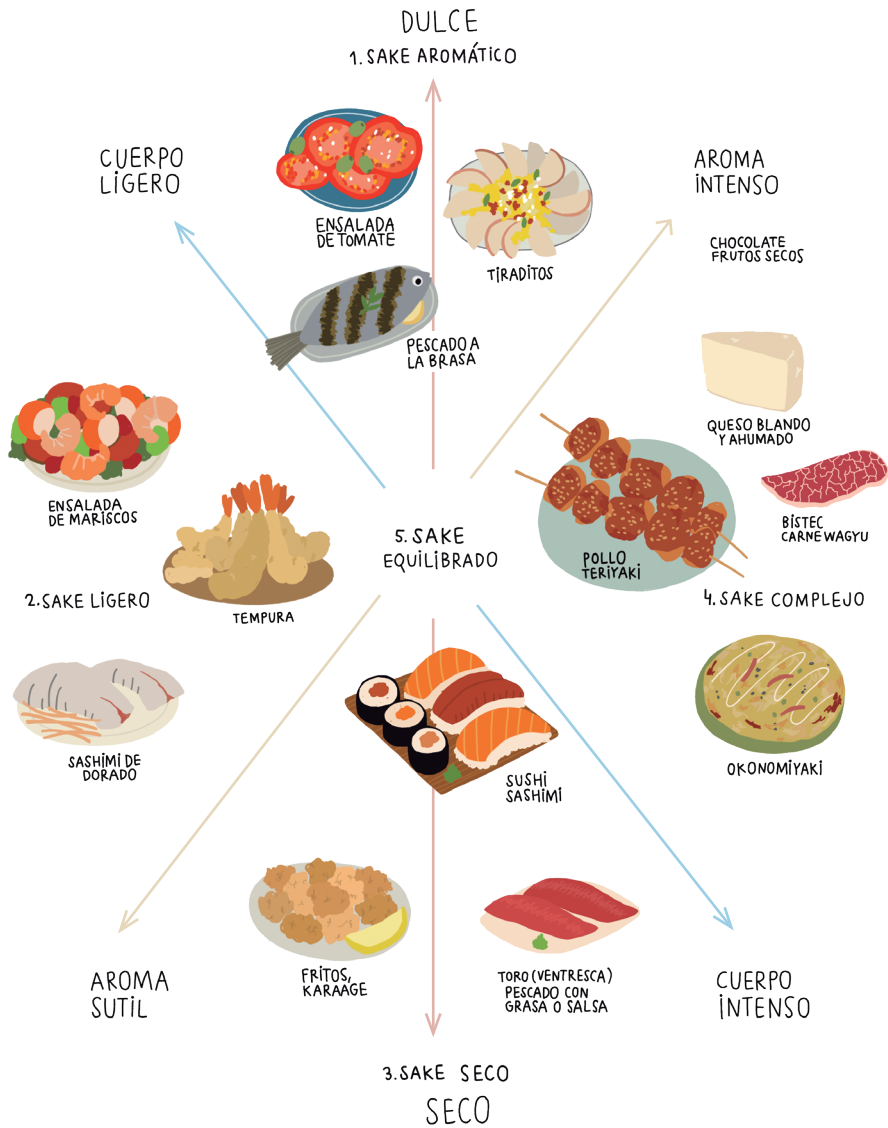 DULCE
1. SAKE AROMÁTICO
CUERPO
LIGERO
AROMA
INTENSO
ENSALADA
DE TOMATE
TIRADITOS
CHOCOLATE
FRUTOS SECOS
PESCADO A
LA BRASA
QUESO BLANDO
Y AHUMADO
ENSALADA
DE MARISCOS
BISTEC
CARNE WAGYU
5. SAKE
EQUILIBRADO
POLLO
TERIYAKI
2. SAKE LIGERO
TEMPURA
4. SAKE COMPLEJO
SASHIMI DE
DORADO
SUSHI
SASHIMI
OKONOMIYAKI
FRITOS,
KARAAGE
TORO (VENTRESCA)
PESCADO CON
GRASA O SALSA
AROMA
SUTIL
CUERPO
INTENSO
3. SAKE SECO
SECO